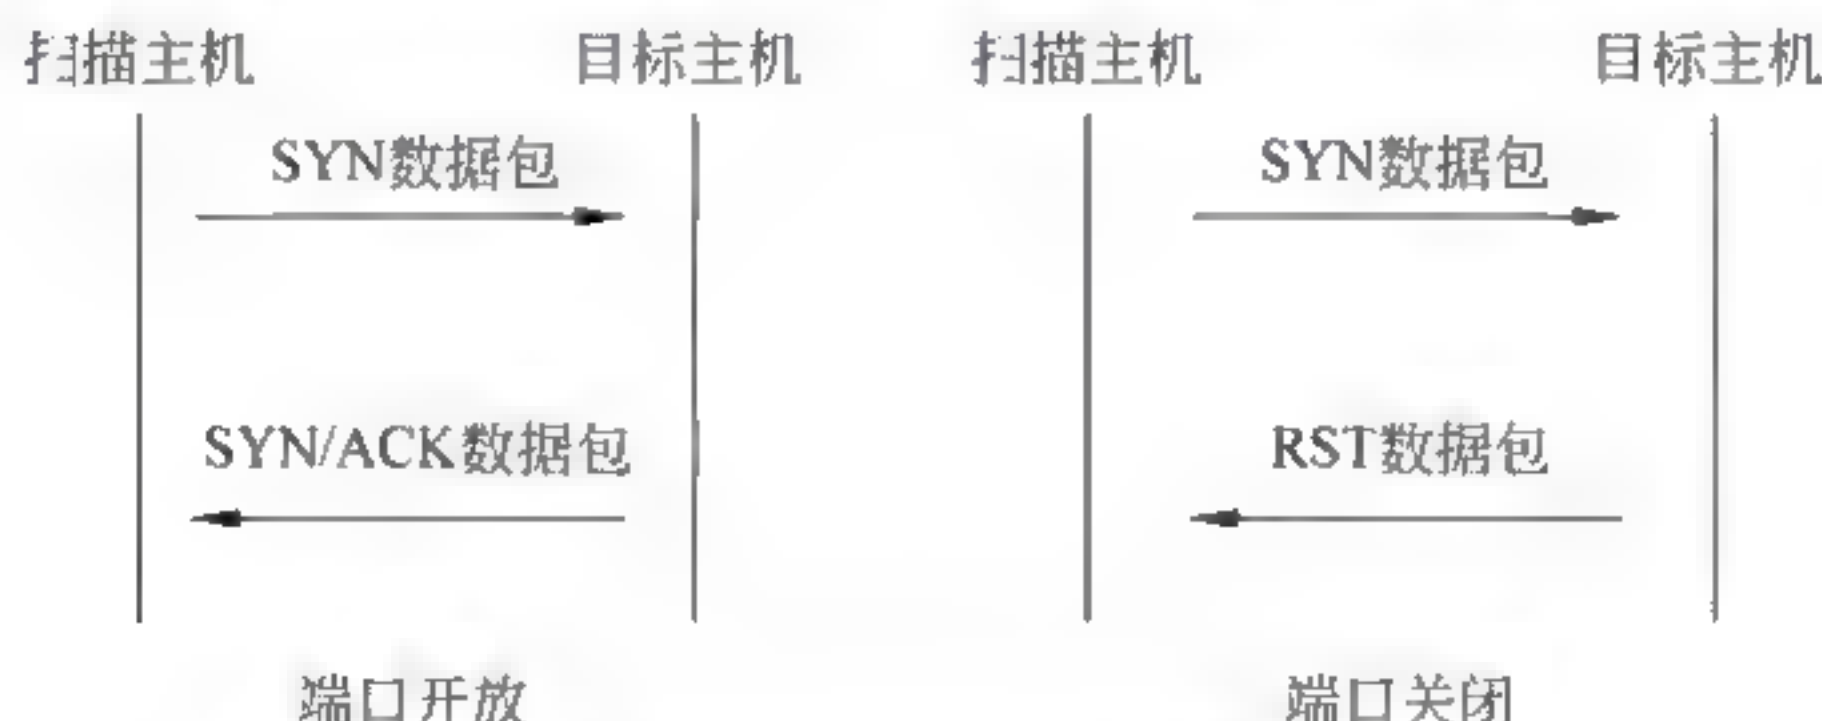 扫描主机
目标主机
扫描主机
目标主机
SYN数据包
SYN数据包
SYN/ACK数据包
RST数据包
端口开放
端口关闭